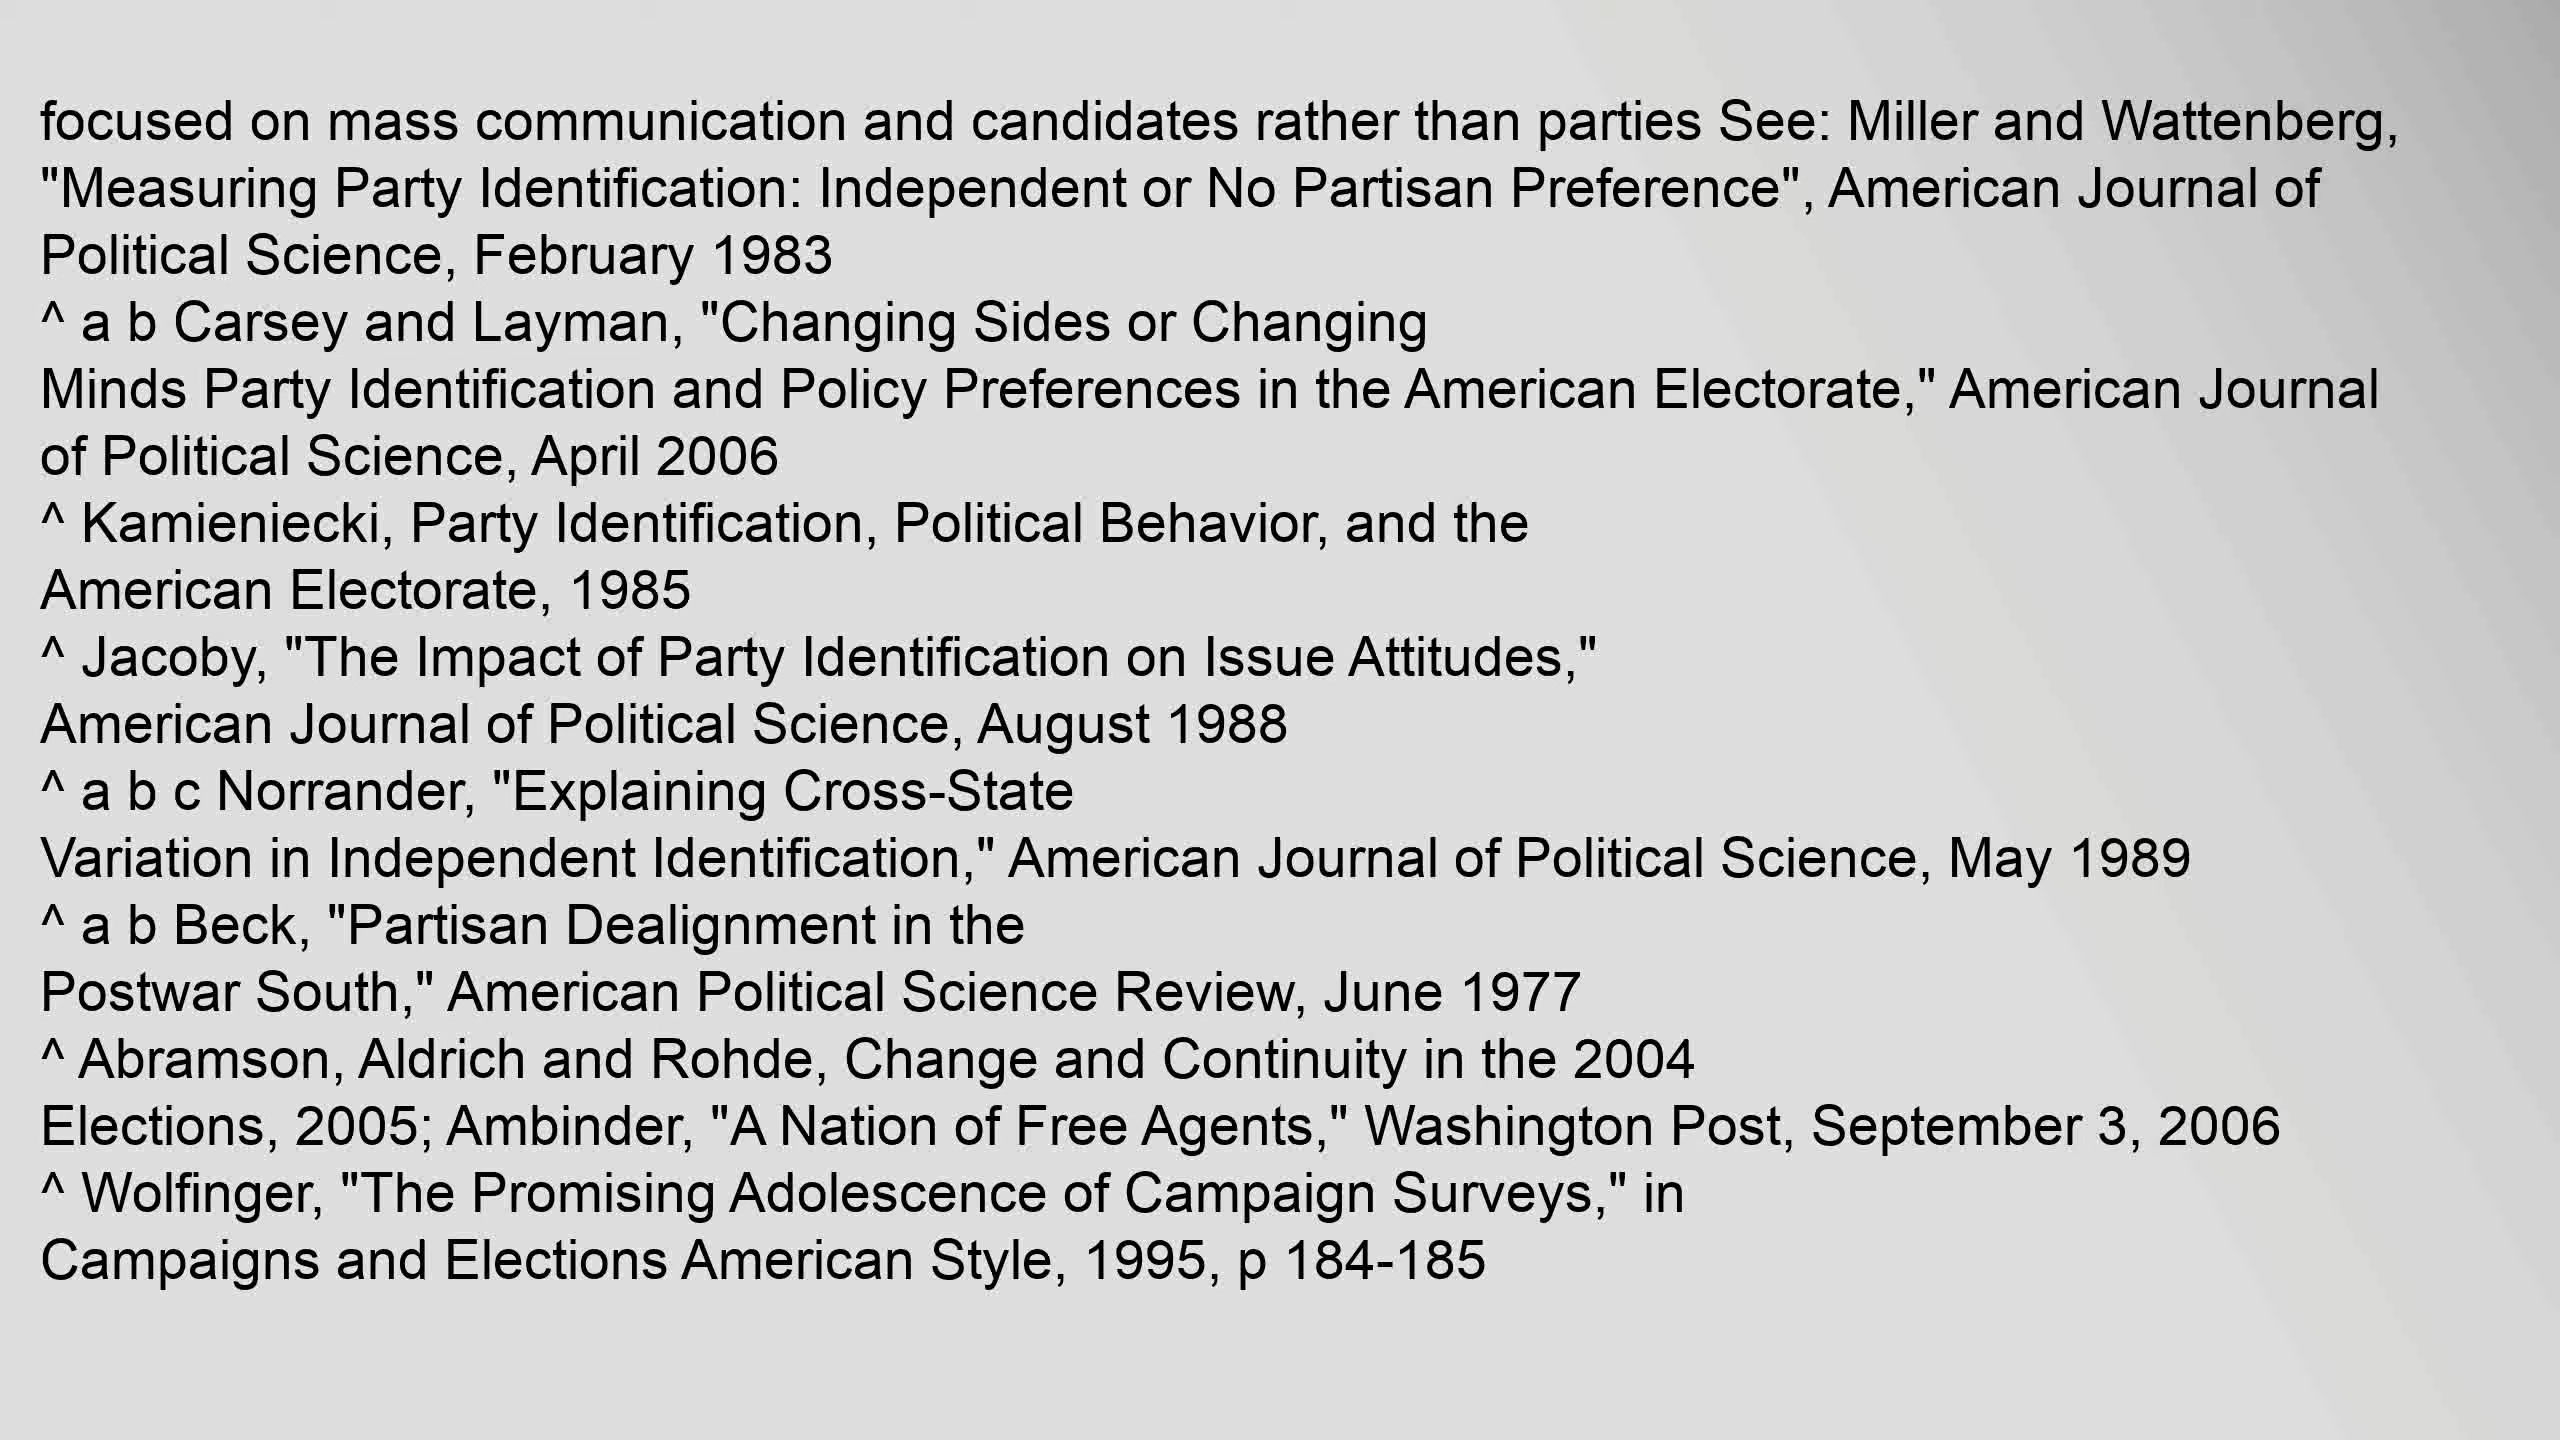 focused on mass communication and candidates rather than parties See: Miller and Wattenberg,
"Measuring Party Identification: Independent or No Partisan Preference", American Journal of
Political Science, February 1983
^ a b Carsey and Layman, "Changing Sides or Changing
Minds Party Identification and Policy Preferences in the American Electorate," American Journal
of Political Science, April 2006
^ Kamieniecki, Party Identification, Political Behavior, and the
American Electorate, 1985
^ Jacoby, "The Impact of Party Identification on Issue Attitudes,"
American Journal of Political Science, August 1988
^ a b c Norrander, "Explaining Cross-State
Variation in Independent Identification," American Journal of Political Science, May 1989
^ a b Beck, "Partisan Dealignment in the
Postwar South," American Political Science Review, June 1977
^ Abramson, Aldrich and Rohde, Change and Continuity in the 2004
Elections, 2005; Ambinder, "A Nation of Free Agents," Washington Post, September 3, 2006
^ Wolfinger, "The Promising Adolescence of Campaign Surveys," in
Campaigns and Elections American Style, 1995, p 184-185